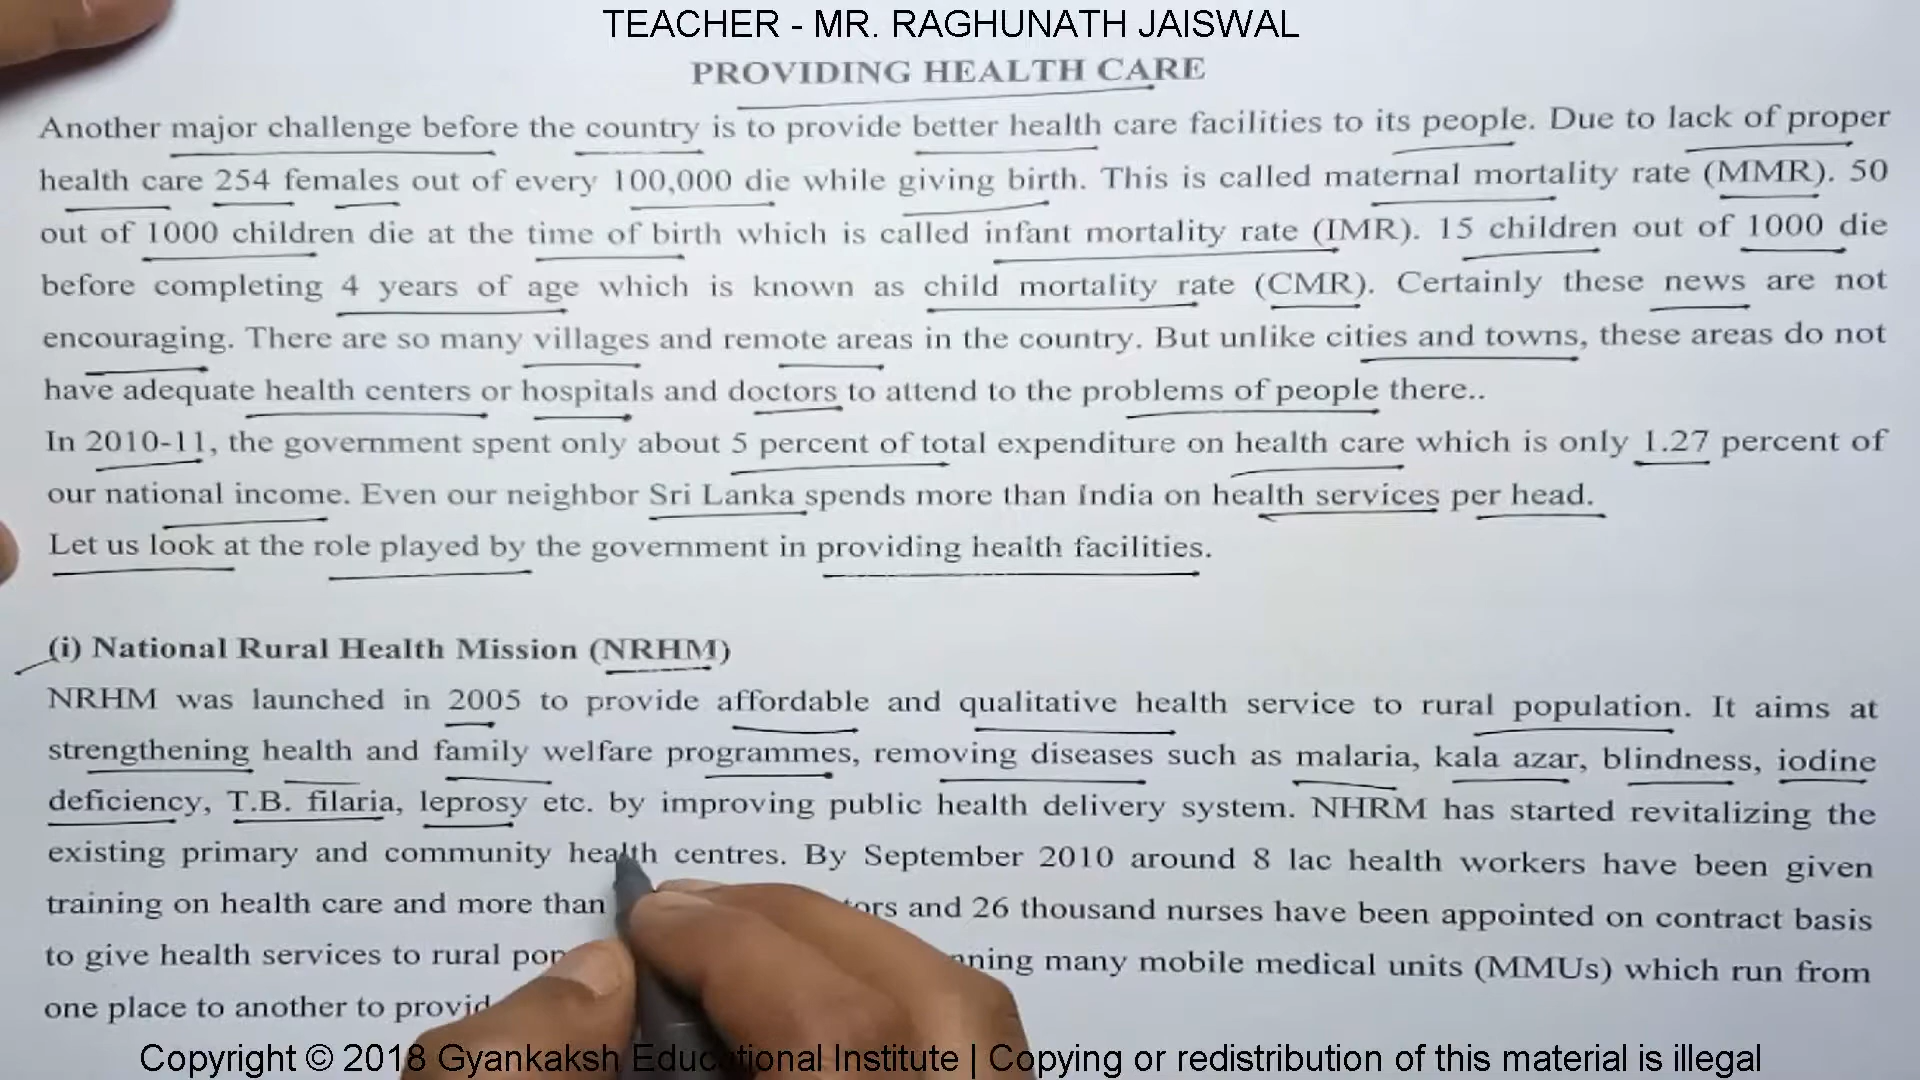 TEACHER - MR. RAGHUNATH JAISWAL
PROVIDING HEALTH CARE
Another major challenge before the country is to provide better health care facilities to its people. Due to lack of proper
health care 254 females out of every 100,000 die while giving birth. This is called maternal mortality rate (MMR). 50
out of 1000 children die at the time of birth which is called infant mortality rate (IMR). 15 children out of 1000 die
before completing 4 years of age which is known as child mortality rate (CMR). Certainly these news are not
encouraging. There are so many villages and remote areas in the country. But unlike cities and towns, these areas do not
have adequate health centers or hospitals and doctors to attend to the problems of people there..
In 2010-11, the government spent only about 5 percent of total expenditure on health care which is only 1.27 percent of
our national income. Even our neighbor Sri Lanka spends more than India on health services per head.
Let us look at the role played by the government in providing health facilities.
(i) National Rural Health Mission (NRHM)
NRHM was launched in 2005 to provide affordable and qualitative health service to rural population. It aims at
strengthening health and family welfare programmes, removing diseases such as malaria, kala azar, blindness, iodine
deficiency, T.B. filaria, leprosy etc. by improving public health delivery system. NHRM has started revitalizing the
existing primary and community health centres. By September 2010 around 8 lac health workers have been given
training on health care and more than and 26 thousand nurses have been appointed on contract basis
to give health services to rural many mobile medical units (MMUs) which run from
one place to another to
Copyright © 2018 Gyankaksh Educational Institute | Copying or redistribution of this material is illegal